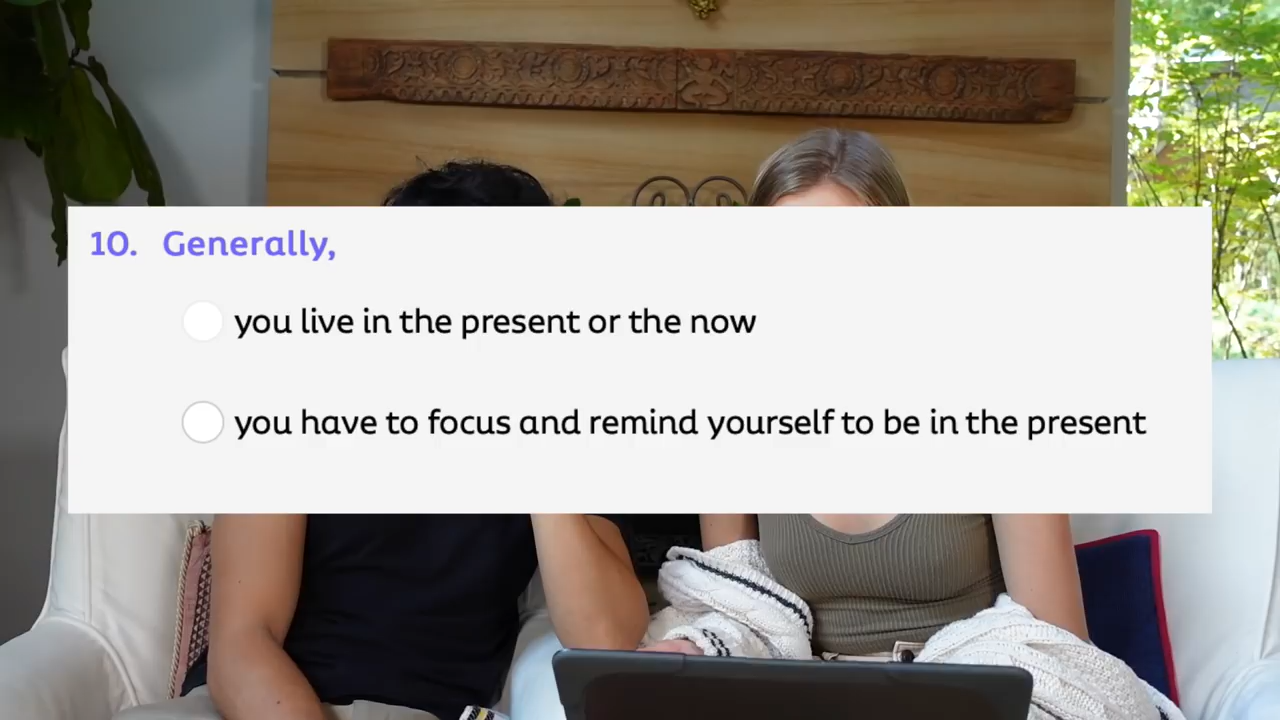 10. Generally,
you live in the present or the now
you have to focus and remind yourself to be in the present